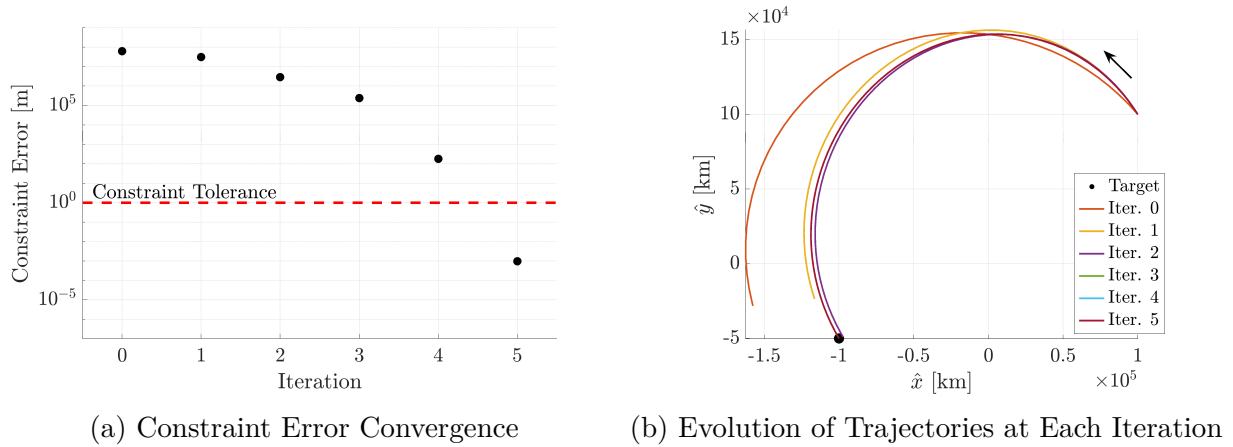 Constraint Error [m]
10^5
10^0
10^-5
Constraint Tolerance
0 1 2 3 4 5
Iteration
(a) Constraint Error Convergence
×10^4
ŷ [km]
15
10
5
0
-5
-1.5 -1 -0.5 0 0.5 1
x̂ [km]
×10^5
Target
Iter. 0
Iter. 1
Iter. 2
Iter. 3
Iter. 4
Iter. 5
(b) Evolution of Trajectories at Each Iteration